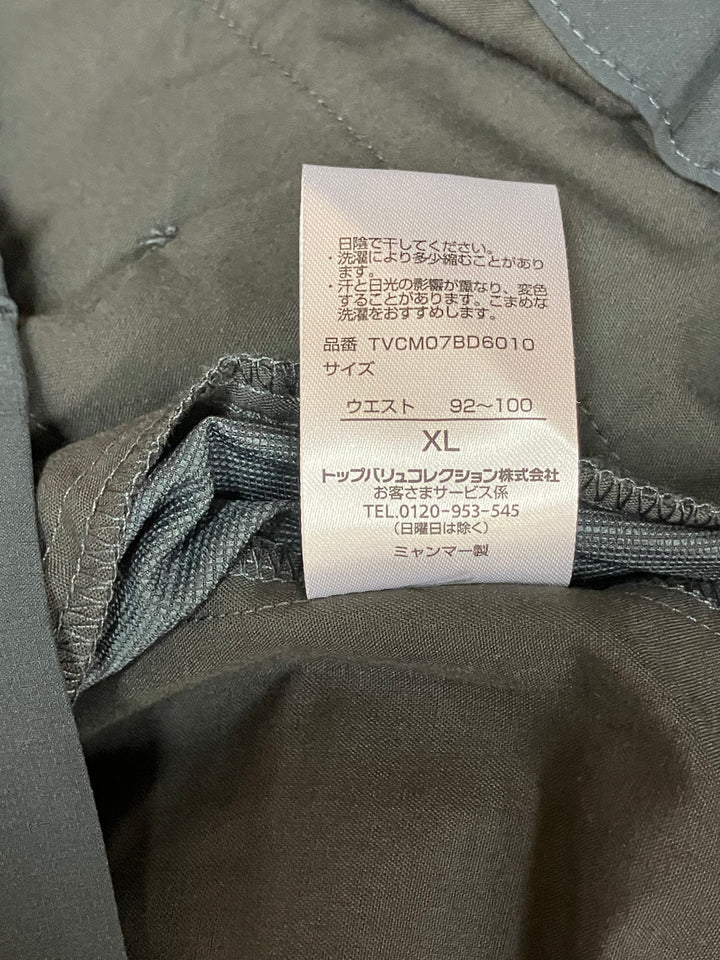 日陰で干してください。
・洗濯により多少縮むことがあり
ます。
・汗と日光の影響が重なり、変色
することがあります。こまめな
洗濯をおすすめします。
品番 TVCM07BD6010
サイズ
ウエスト 92～100
XL
トップバリュコレクション株式会社
お客さまサービス係
TEL.0120-953-545
（日曜日は除く）
ミャンマー製